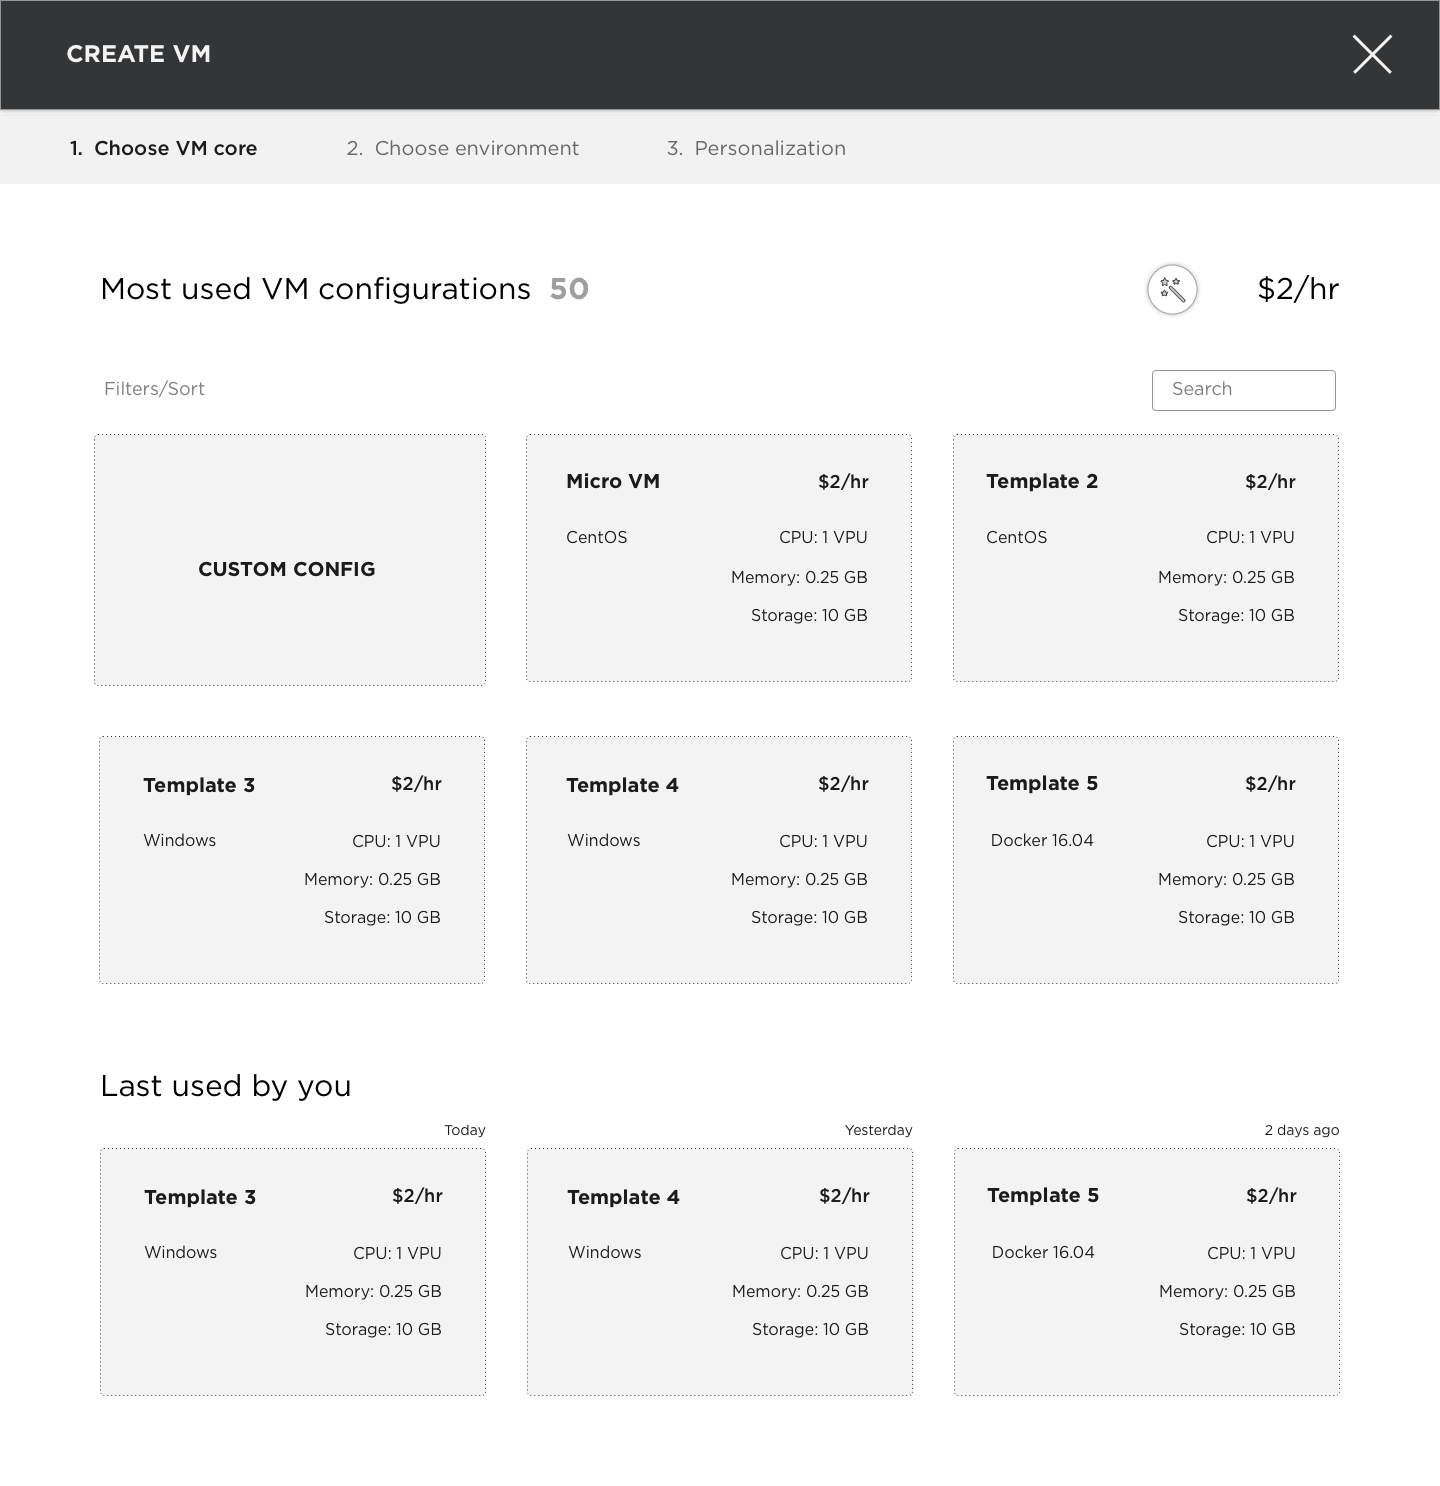 CREATE VM
1. Choose VM core 2. Choose environment 3. Personalization
Most used VM configurations 50 $2/hr
Filters/Sort Search
CUSTOM CONFIG
Micro VM $2/hr
CentOS CPU: 1 VPU
Memory: 0.25 GB
Storage: 10 GB
Template 2 $2/hr
CentOS CPU: 1 VPU
Memory: 0.25 GB
Storage: 10 GB
Template 3 $2/hr
Windows CPU: 1 VPU
Memory: 0.25 GB
Storage: 10 GB
Template 4 $2/hr
Windows CPU: 1 VPU
Memory: 0.25 GB
Storage: 10 GB
Template 5 $2/hr
Docker 16.04 CPU: 1 VPU
Memory: 0.25 GB
Storage: 10 GB
Last used by you
Today
Template 3 $2/hr
Windows CPU: 1 VPU
Memory: 0.25 GB
Storage: 10 GB
Yesterday
Template 4 $2/hr
Windows CPU: 1 VPU
Memory: 0.25 GB
Storage: 10 GB
2 days ago
Template 5 $2/hr
Docker 16.04 CPU: 1 VPU
Memory: 0.25 GB
Storage: 10 GB